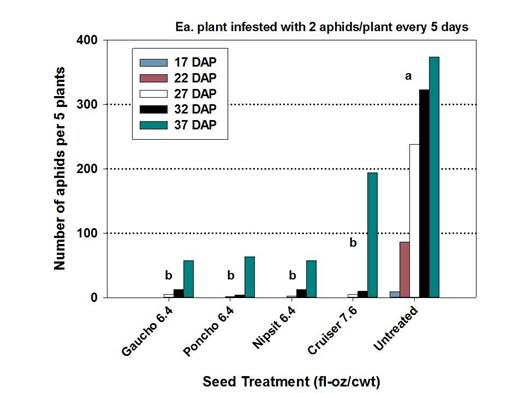 Ea. plant infested with 2 aphids/plant every 5 days
Number of aphids per 5 plants
400
300
200
100
0
17 DAP
22 DAP
27 DAP
32 DAP
37 DAP
b
b
b
b
a
Gaucho 6.4
Poncho 6.4
Nipsit 6.4
Cruiser 7.6
Untreated
Seed Treatment (fl-oz/cwt)